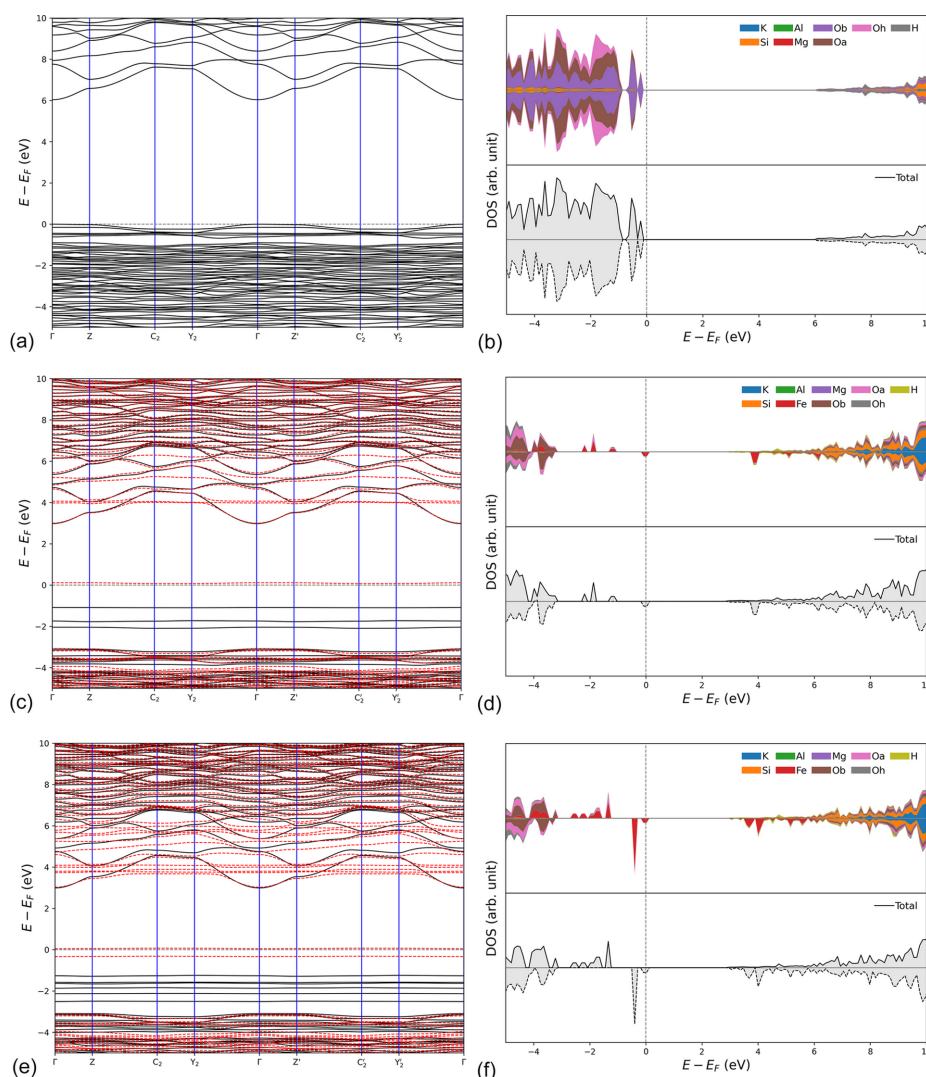 10
8
6
4
2
0
−2
−4
E − E_F (eV)
Γ Z C₂ Y₂ Γ Z' C'₂ Y'₂
(a)
K Al Ob Oh H
Si Mg Oa
Total
DOS (arb. unit)
−4 −2 0 2 4 6 8 10
E − E_F (eV)
(b)
10
8
6
4
2
0
−2
−4
E − E_F (eV)
Γ Z C₂ Y₂ Γ Z' C'₂ Y'₂ Γ
(c)
K Al Mg Oa H
Si Fe Ob Oh
Total
DOS (arb. unit)
−4 −2 0 2 4 6 8 10
E − E_F (eV)
(d)
10
8
6
4
2
0
−2
−4
E − E_F (eV)
Γ Z C₂ Y₂ Γ Z' C'₂ Y'₂ Γ
(e)
K Al Mg Oa H
Si Fe Ob Oh
Total
DOS (arb. unit)
−4 −2 0 2 4 6 8 10
E − E_F (eV)
(f)